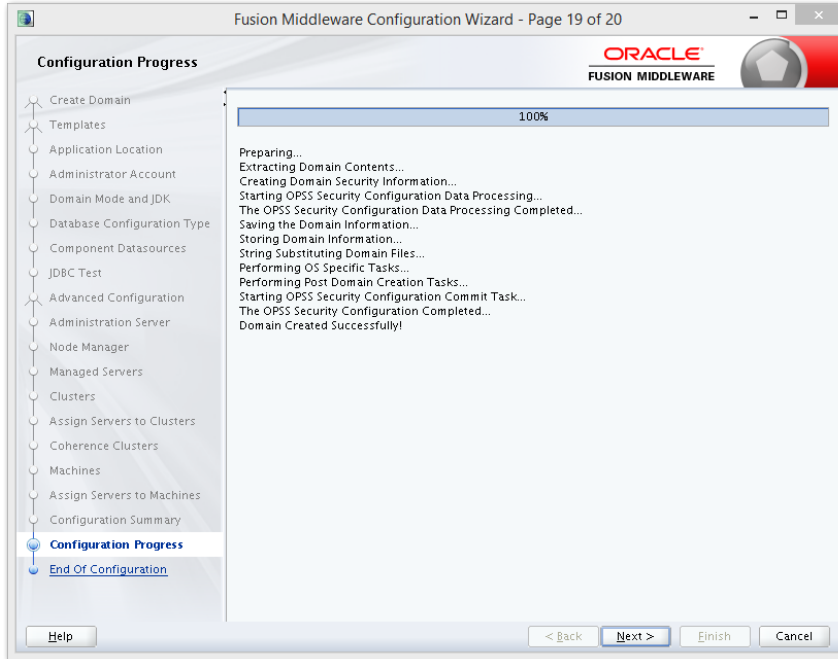 Fusion Middleware Configuration Wizard - Page 19 of 20
Configuration Progress
ORACLE
FUSION MIDDLEWARE
Create Domain
Templates
Application Location
Administrator Account
Domain Mode and JDK
Database Configuration Type
Component Datasources
JDBC Test
Advanced Configuration
Administration Server
Node Manager
Managed Servers
Clusters
Assign Servers to Clusters
Coherence Clusters
Machines
Assign Servers to Machines
Configuration Summary
Configuration Progress
End Of Configuration
100%
Preparing...
Extracting Domain Contents...
Creating Domain Security Information...
Starting OPSS Security Configuration Data Processing...
The OPSS Security Configuration Data Processing Completed...
Saving the Domain Information...
Storing Domain Information...
String Substituting Domain Files...
Performing OS Specific Tasks...
Performing Post Domain Creation Tasks...
Starting OPSS Security Configuration Commit Task...
The OPSS Security Configuration Completed...
Domain Created Successfully!
Help
< Back
Next >
Finish
Cancel